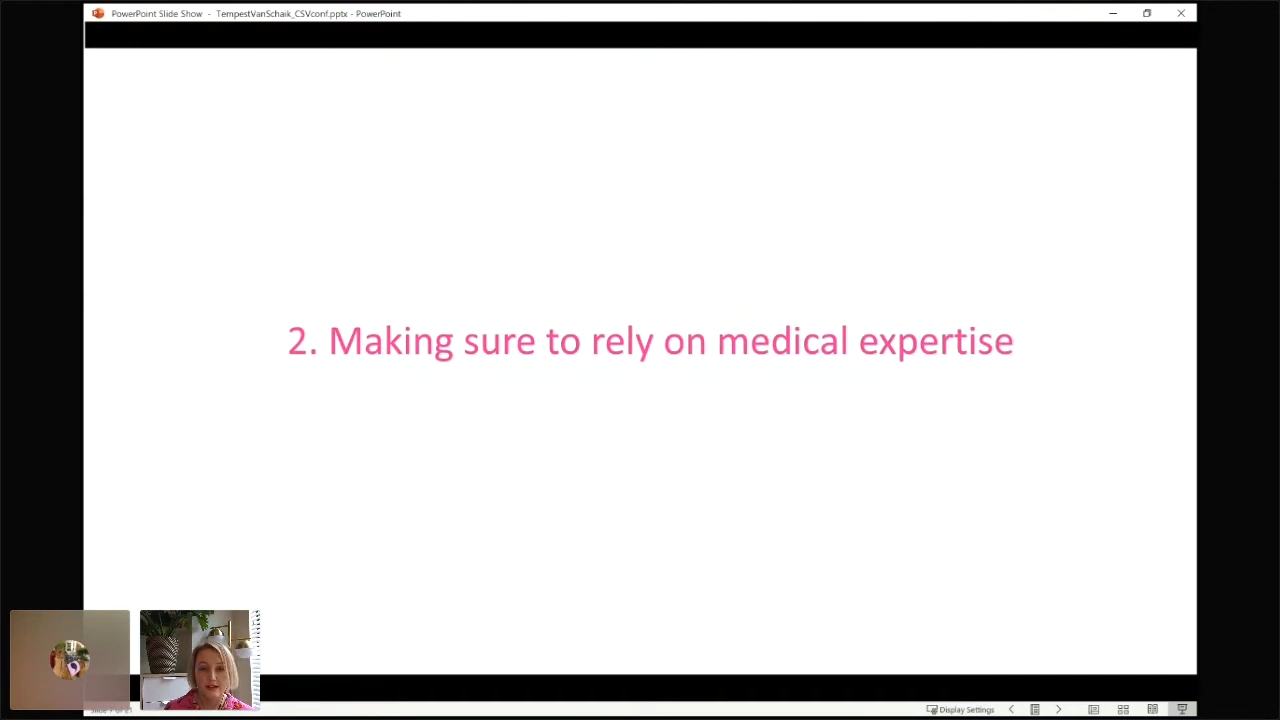 PowerPoint Slide Show - TempestVanSchaik_CSVconf.pptx - PowerPoint
2. Making sure to rely on medical expertise
Display Settings